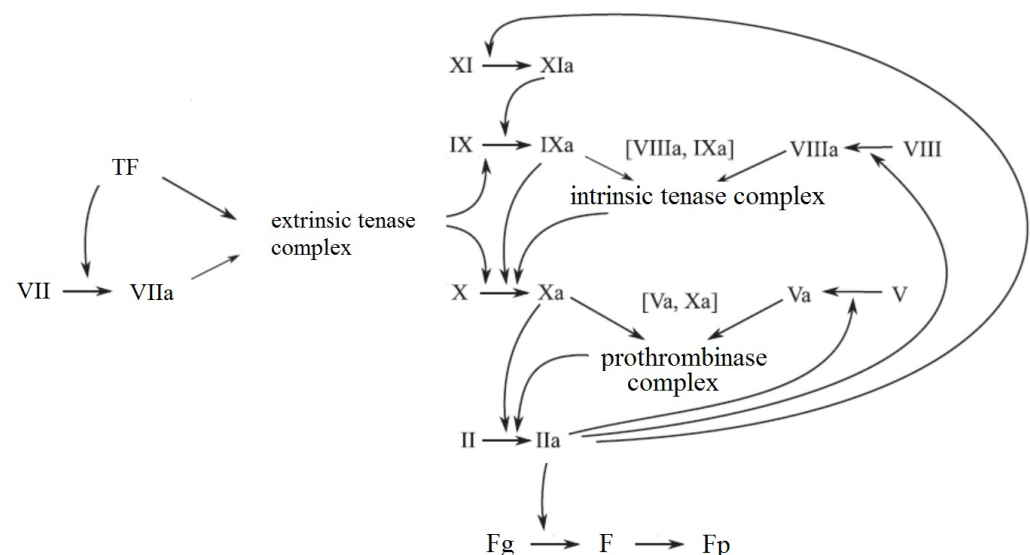 XI XIa
IX IXa [VIIIa, IXa] VIIIa VIII
TF
intrinsic tenase complex
extrinsic tenase
complex
VII VIIa
X Xa [Va, Xa] Va V
prothrombinase
complex
II IIa
Fg F Fp